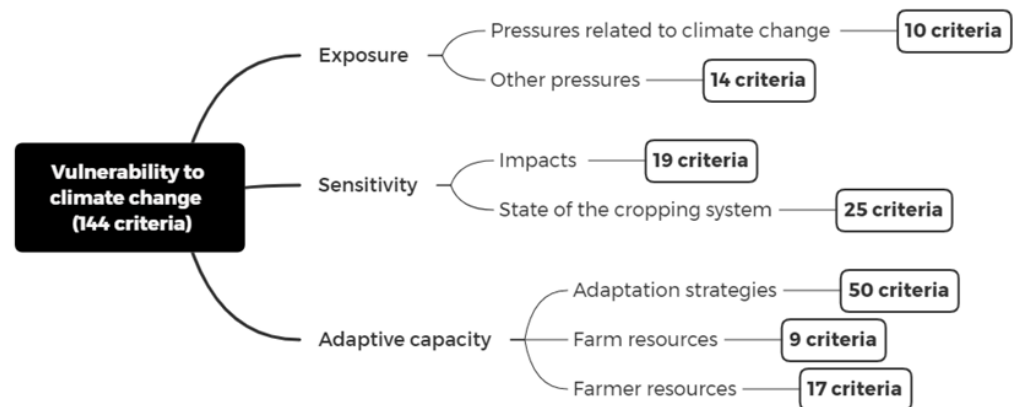 Vulnerability to
climate change
(144 criteria)
Exposure
Pressures related to climate change
10 criteria
Other pressures
14 criteria
Sensitivity
Impacts
19 criteria
State of the cropping system
25 criteria
Adaptive capacity
Adaptation strategies
50 criteria
Farm resources
9 criteria
Farmer resources
17 criteria